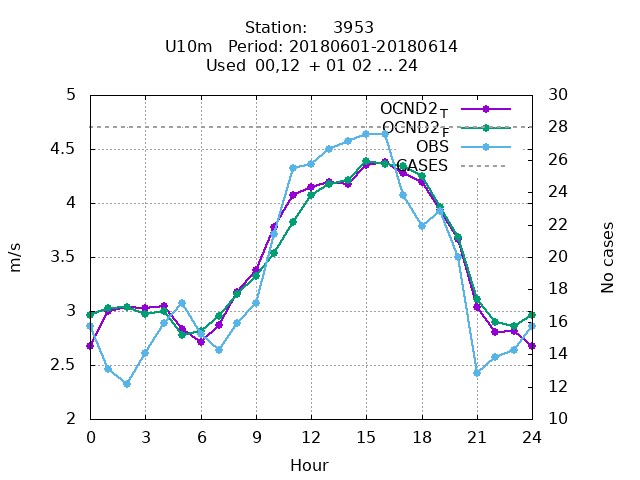 Station: 3953
U10m Period: 20180601-20180614
Used 00,12 + 01 02 ... 24
5 30
OCND2T
OCND2F
28
4.5
OBS
26
CASES
24
4
22
3.5 20
No cases
m/s
18
3
16
2.5
14
12
2 10
0 3 6 9 12 15 18 21 24
Hour